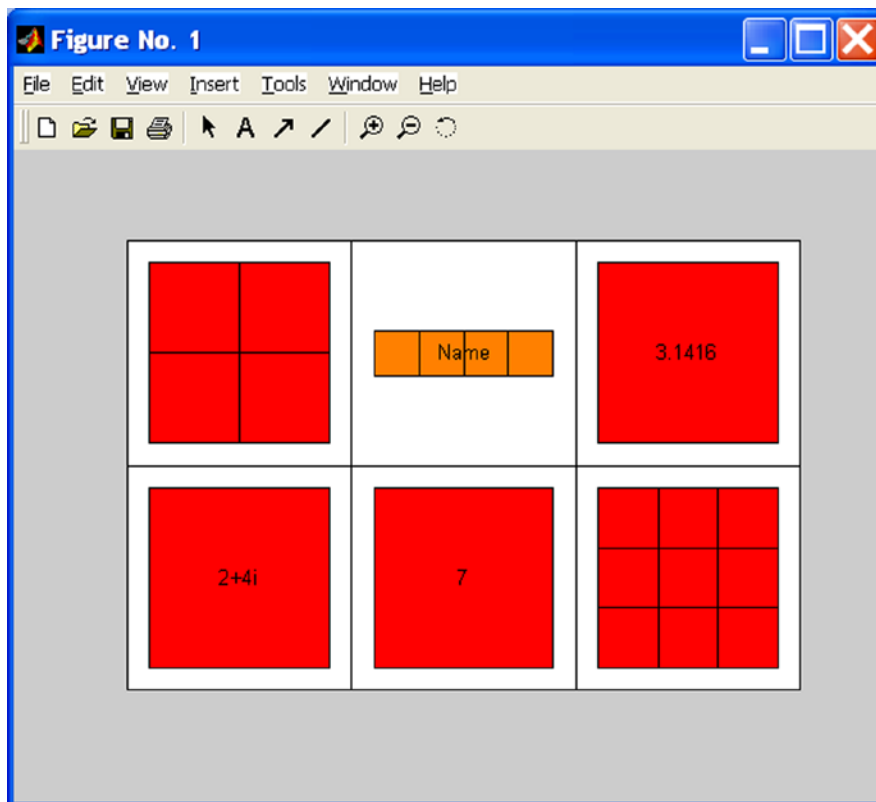 Figure No. 1
File Edit View Insert Tools Window Help
A
Name
3.1416
2+4i
7